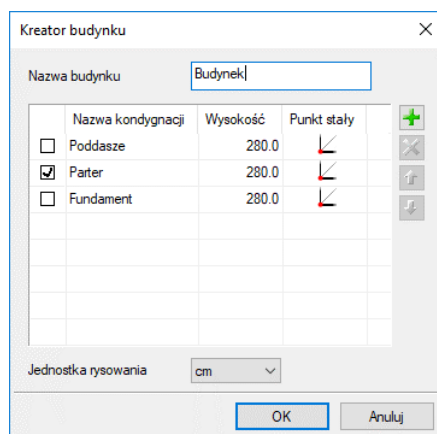 Kreator budynku
Nazwa budynku Budynek
Nazwa kondygnacji Wysokość Punkt stały
Poddasze 280.0
Parter 280.0
Fundament 280.0
Jednostka rysowania cm
OK Anuluj